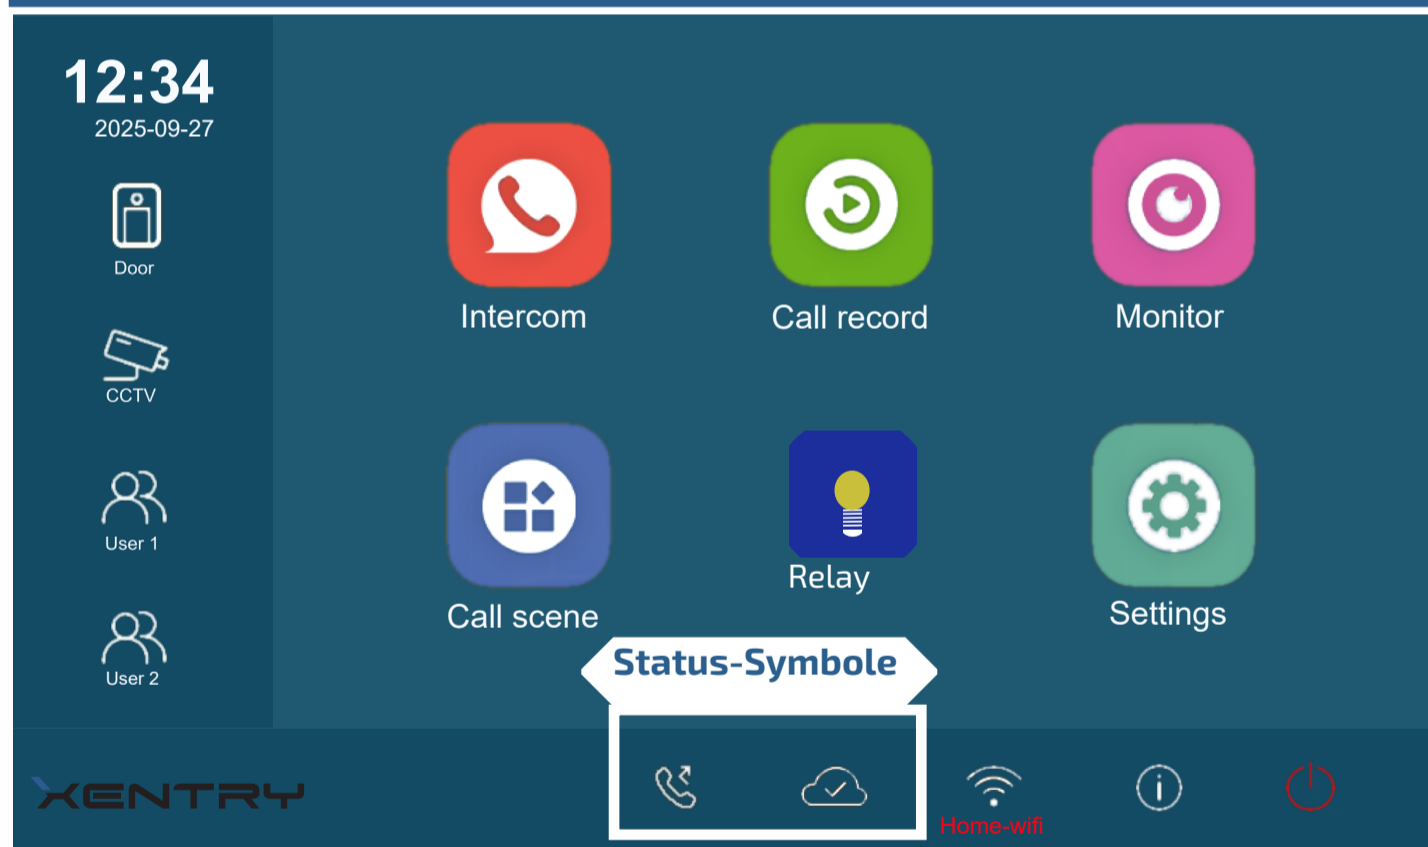 12:34
2025-09-27
Door
CCTV
User 1
User 2
Intercom
Call record
Monitor
Call scene
Relay
Settings
Status-Symbole
XENTRY
Home-wifi